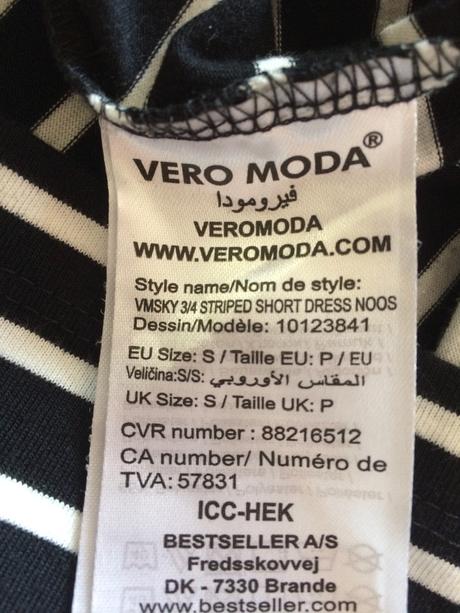 VERO MODA®
فيرومودا
VEROMODA
WWW.VEROMODA.COM
Style name/Nom de style:
VMSKY 3/4 STRIPED SHORT DRESS NOOS
Dessin/Modèle: 10123841
EU Size: S / Taille EU: P / EU
Veličina:S/S: المقاس الأوروبي
UK Size: S / Taille UK: P
CVR number : 88216512
CA number/ Numéro de
TVA: 57831
ICC-HEK
BESTSELLER A/S
Fredsskovvej
DK - 7330 Brande
www.bestseller.com